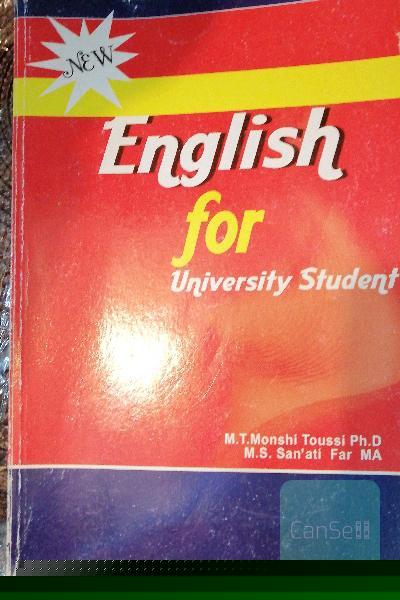 NEW
English
for
University Student
M.T.Monshi Toussi Ph.D
M.S. San'ati Far MA
CanSell